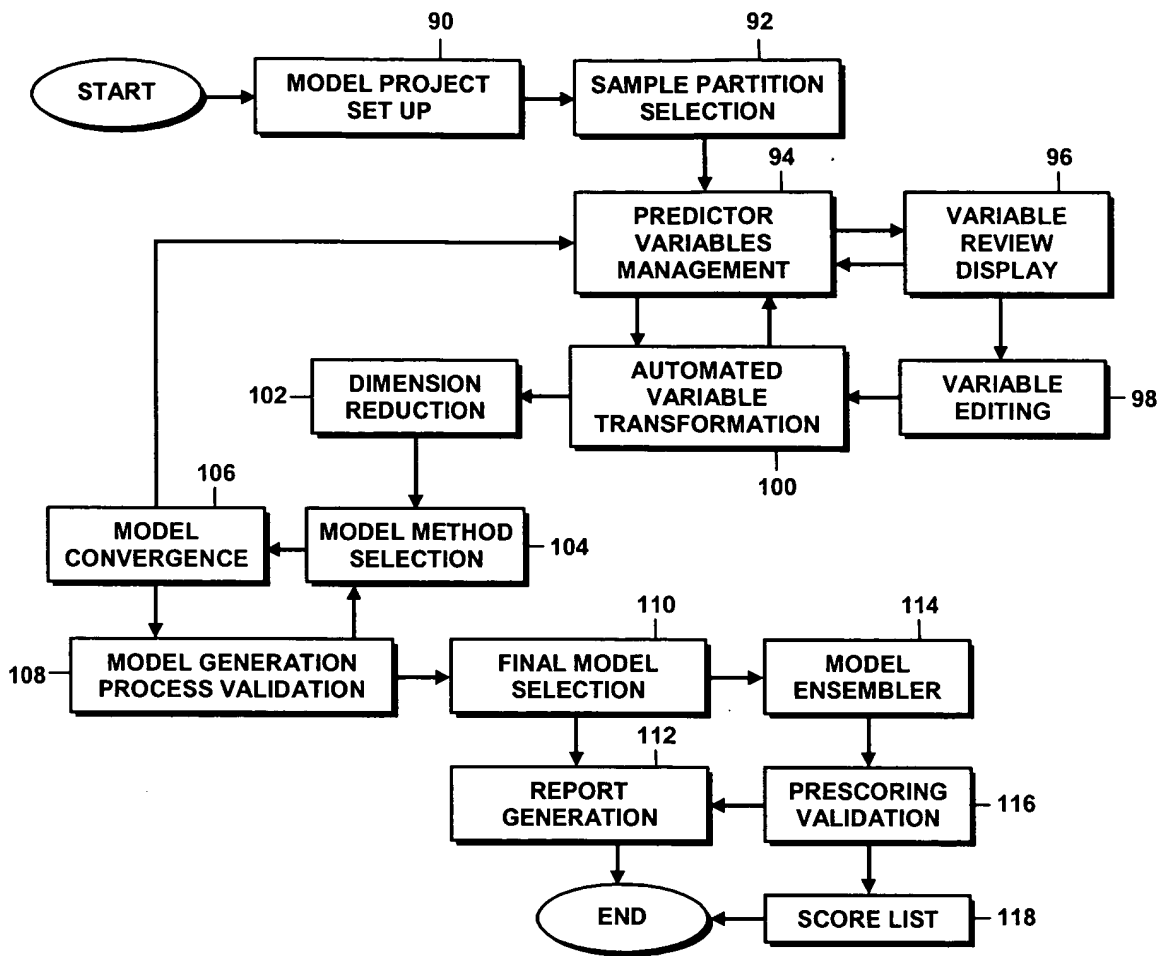 90
92
START
MODEL PROJECT
SET UP
SAMPLE PARTITION
SELECTION
94
96
PREDICTOR
VARIABLES
MANAGEMENT
VARIABLE
REVIEW
DISPLAY
102
DIMENSION
REDUCTION
AUTOMATED
VARIABLE
TRANSFORMATION
VARIABLE
EDITING
98
100
106
MODEL
CONVERGENCE
MODEL METHOD
SELECTION
104
110
114
108
MODEL GENERATION
PROCESS VALIDATION
FINAL MODEL
SELECTION
MODEL
ENSEMBLER
112
REPORT
GENERATION
PRESCORING
VALIDATION
116
END
SCORE LIST
118